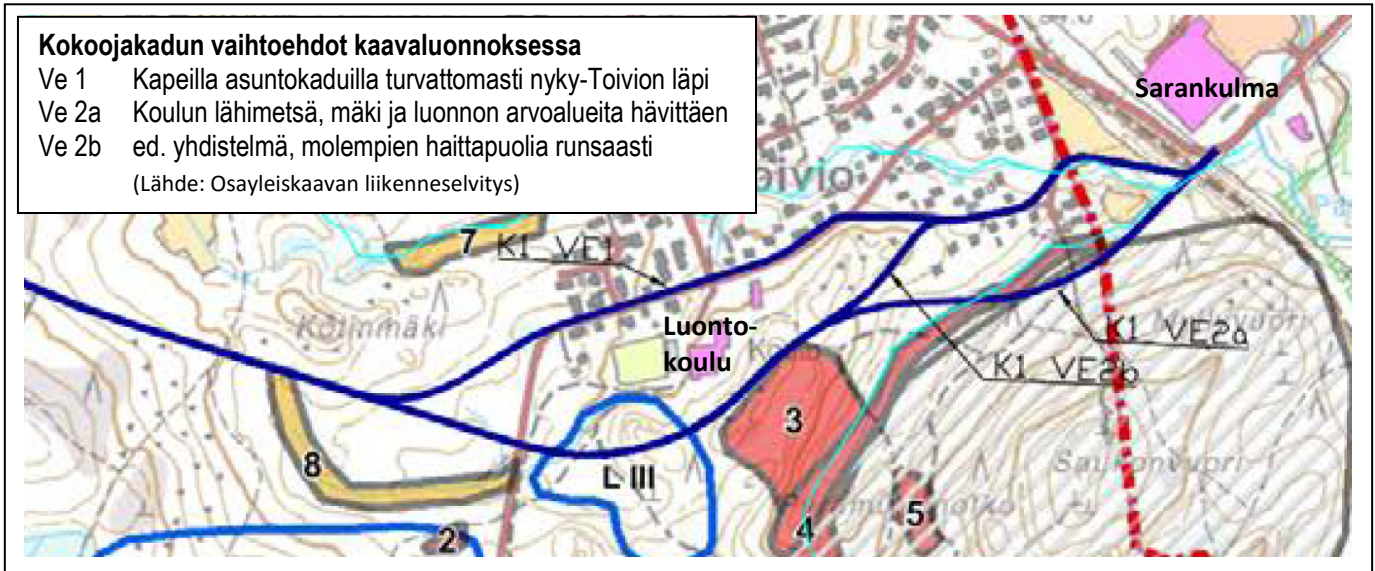 Kokoojakadun vaihtoehdot kaavaluonnoksessa
Ve 1 Kapeilla asuntokaduilla turvattomasti nyky-Toivion läpi
Ve 2a Koulun lähimetsä, mäki ja luonnon arvoalueita hävittäen
Ve 2b ed. yhdistelmä, molempien haittapuolia runsaasti
(Lähde: Osayleiskaavan liikenneselvitys)
Sarankulma
oivio
7
K1 VE1
Kötinmäki
Luonto-
koulu
K1 VE2a
K1 VE2b
3
8
L III
2
4
5